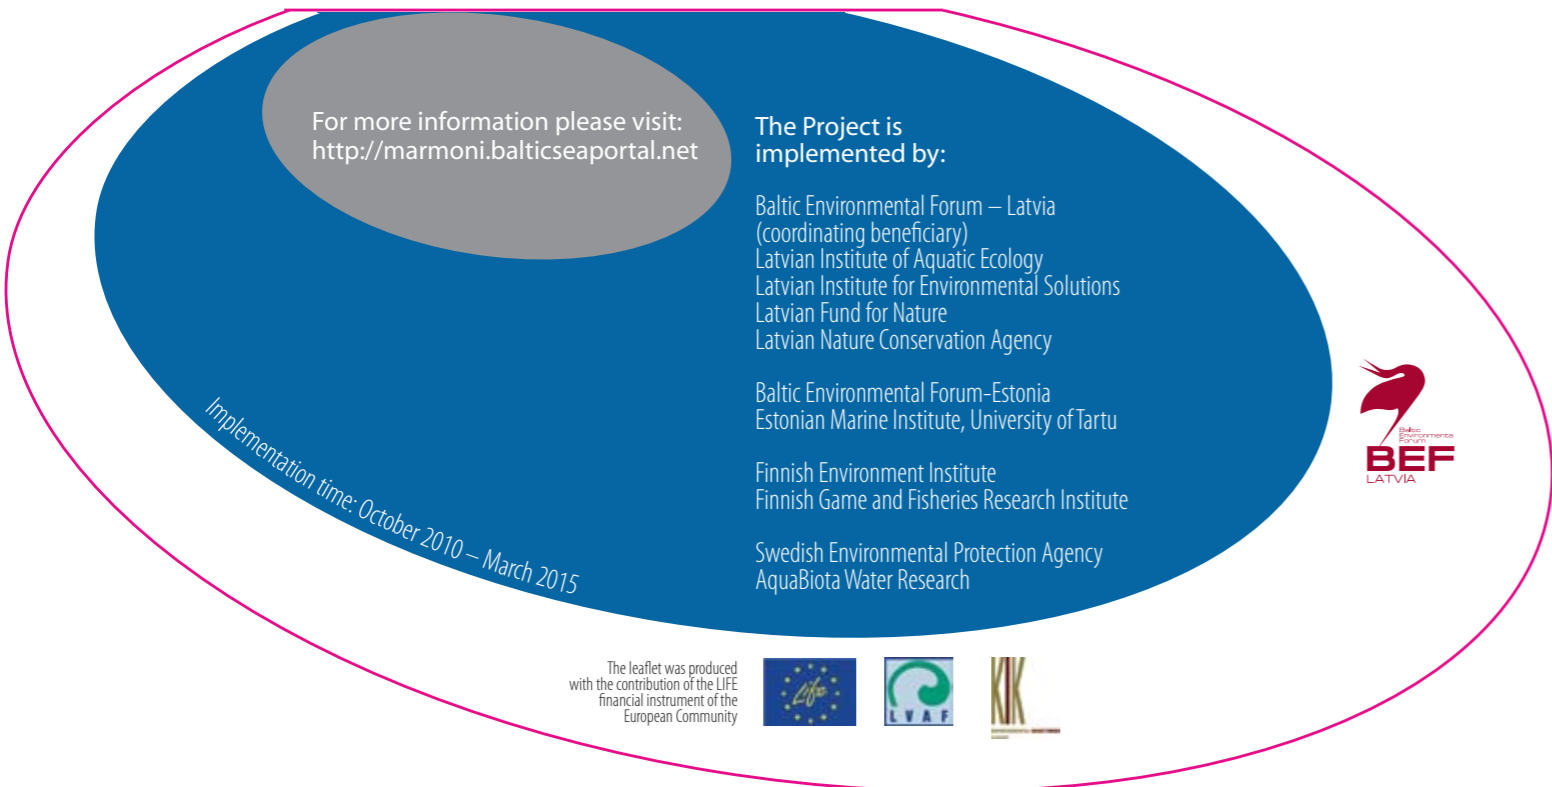 For more information please visit:
http://marmoni.balticseaportal.net
The Project is
implemented by:
Baltic Environmental Forum – Latvia
(coordinating beneficiary)
Latvian Institute of Aquatic Ecology
Latvian Institute for Environmental Solutions
Latvian Fund for Nature
Latvian Nature Conservation Agency
Baltic Environmental Forum-Estonia
Estonian Marine Institute, University of Tartu
Finnish Environment Institute
Finnish Game and Fisheries Research Institute
Swedish Environmental Protection Agency
AquaBiota Water Research
Implementation time: October 2010 – March 2015
Baltic
Environmenta
Forum
BEF
LATVIA
The leaflet was produced
with the contribution of the LIFE
financial instrument of the
European Community
Life
LVAF
KIK